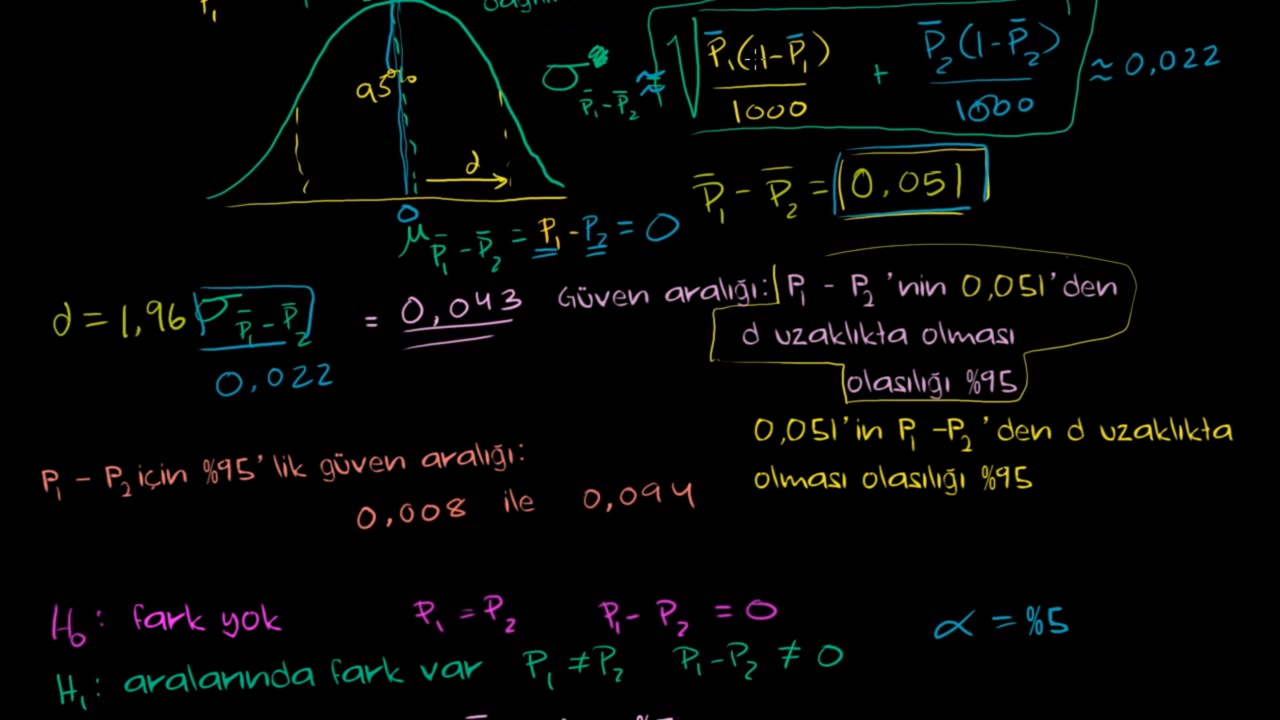 P₁
95%
d
0
σ_{P̄₁-P̄₂} ≈ √( P̄₁(1-P̄₁)/1000 + P̄₂(1-P̄₂)/1000 ) ≈ 0,022
P̄₁ - P̄₂ = 0,051
μ_{P̄₁-P̄₂} = P₁ - P₂ = 0
d = 1,96 σ_{P̄₁-P̄₂} = 0,043
0,022
Güven aralığı: P₁ - P₂'nin 0,051'den
d uzaklıkta olması
olasılığı %95
0,051'in P₁ - P₂'den d uzaklıkta
olması olasılığı %95
P₁ - P₂ için %95'lik güven aralığı:
0,008 ile 0,094
H₀: fark yok P₁ = P₂ P₁ - P₂ = 0
α = %5
H₁: aralarında fark var P₁ ≠ P₂ P₁ - P₂ ≠ 0